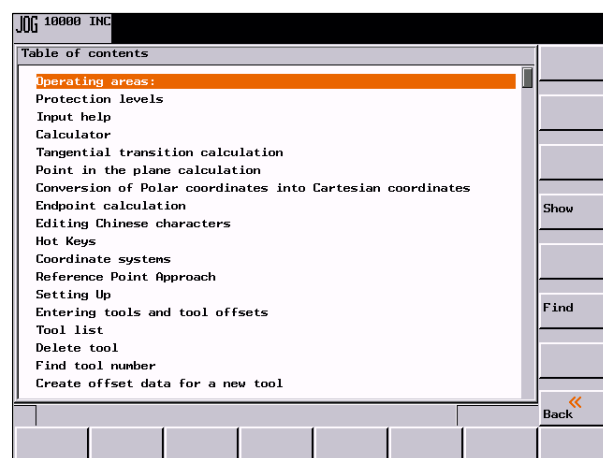 JOG 10000 INC
Table of contents
Operating areas:
Protection levels
Input help
Calculator
Tangential transition calculation
Point in the plane calculation
Conversion of Polar coordinates into Cartesian coordinates
Endpoint calculation
Editing Chinese characters
Hot Keys
Coordinate systems
Reference Point Approach
Setting Up
Entering tools and tool offsets
Tool list
Delete tool
Find tool number
Create offset data for a new tool
Show
Find
Back